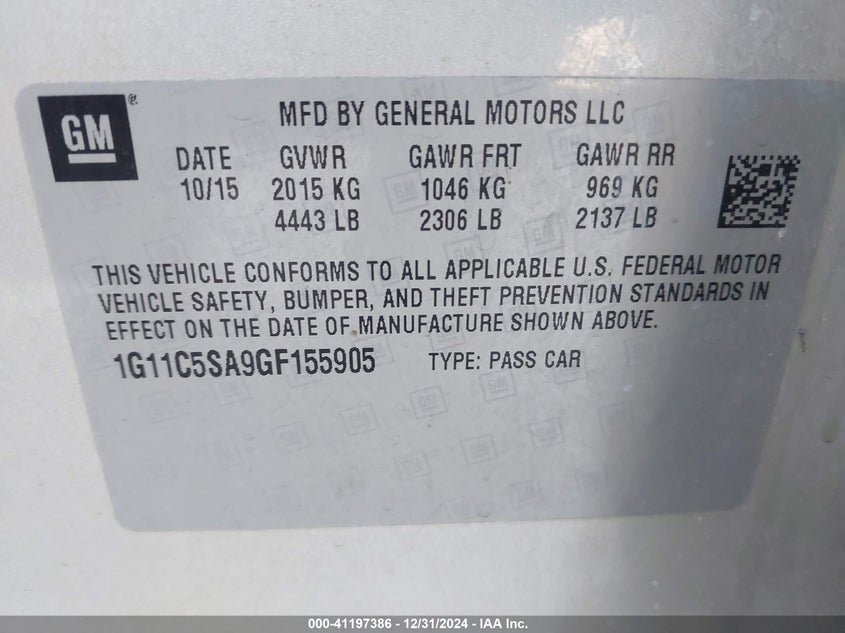 GM®
MFD BY GENERAL MOTORS LLC
DATE GVWR GAWR FRT GAWR RR
10/15 2015 KG 1046 KG 969 KG
4443 LB 2306 LB 2137 LB
THIS VEHICLE CONFORMS TO ALL APPLICABLE U.S. FEDERAL MOTOR
VEHICLE SAFETY, BUMPER, AND THEFT PREVENTION STANDARDS IN
EFFECT ON THE DATE OF MANUFACTURE SHOWN ABOVE.
1G11C5SA9GF155905 TYPE: PASS CAR
000-41197386 - 12/31/2024 - IAA Inc.